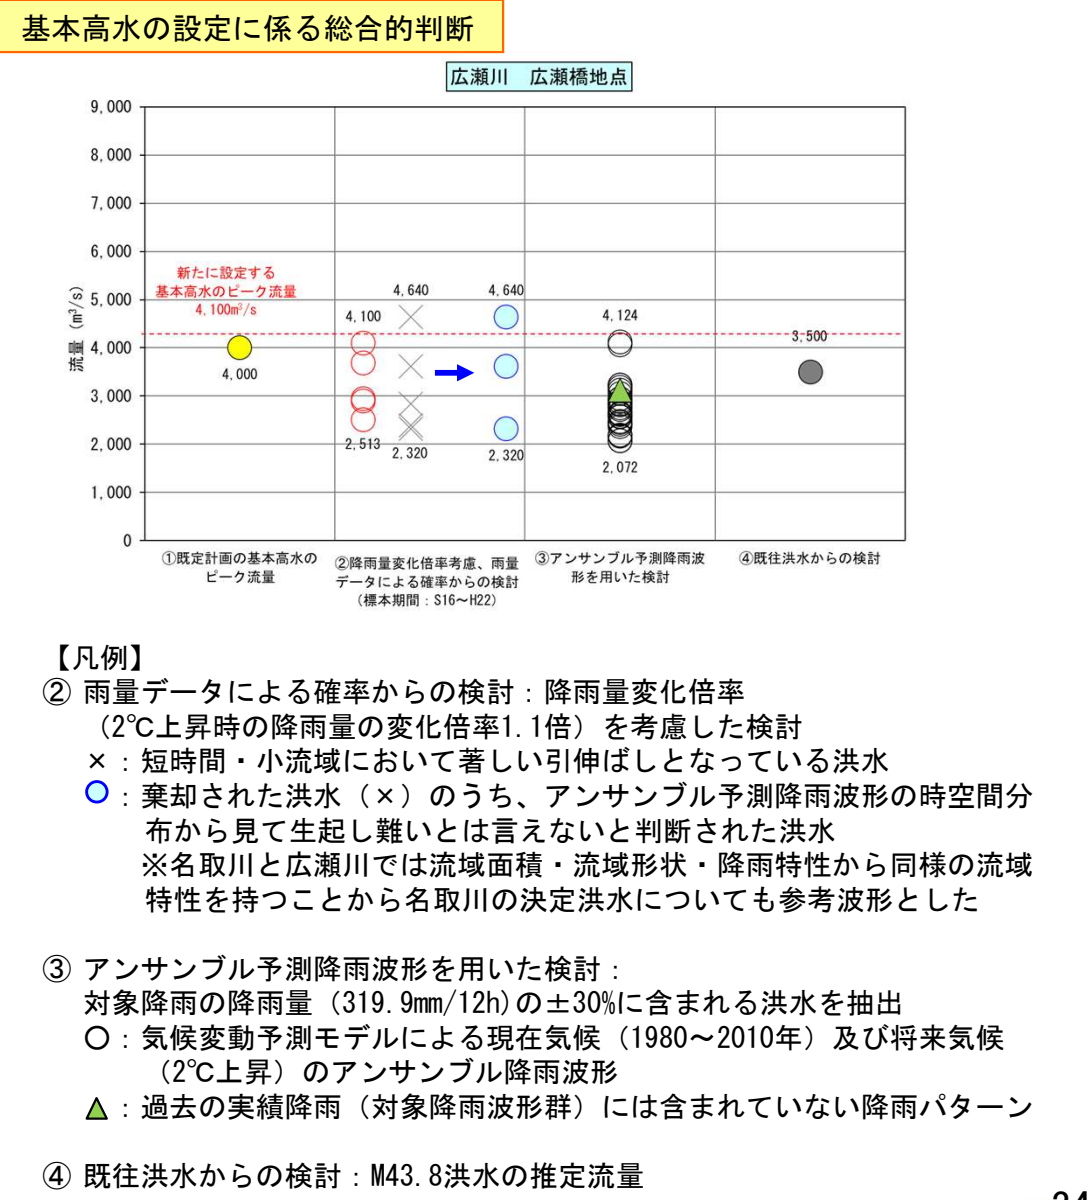 基本高水の設定に係る総合的判断
広瀬川　広瀬橋地点
9,000
8,000
7,000
6,000
5,000
4,000
3,000
2,000
1,000
0
流量（m³/s）
新たに設定する
基本高水のピーク流量
4,100m³/s
4,000
4,100
2,513
4,640
2,320
4,640
2,320
4,124
2,072
3,500
①既定計画の基本高水の
ピーク流量
②降雨量変化倍率考慮、雨量
データによる確率からの検討
（標本期間：S16～H22）
③アンサンブル予測降雨波
形を用いた検討
④既往洪水からの検討
【凡例】
② 雨量データによる確率からの検討：降雨量変化倍率
（2℃上昇時の降雨量の変化倍率1.1倍）を考慮した検討
×：短時間・小流域において著しい引伸ばしとなっている洪水
○：棄却された洪水（×）のうち、アンサンブル予測降雨波形の時空間分
布から見て生起し難いとは言えないと判断された洪水
※名取川と広瀬川では流域面積・流域形状・降雨特性から同様の流域
特性を持つことから名取川の決定洪水についても参考波形とした
③ アンサンブル予測降雨波形を用いた検討：
対象降雨の降雨量（319.9mm/12h)の±30%に含まれる洪水を抽出
○：気候変動予測モデルによる現在気候（1980～2010年）及び将来気候
（2℃上昇）のアンサンブル降雨波形
▲：過去の実績降雨（対象降雨波形群）には含まれていない降雨パターン
④ 既往洪水からの検討：M43.8洪水の推定流量